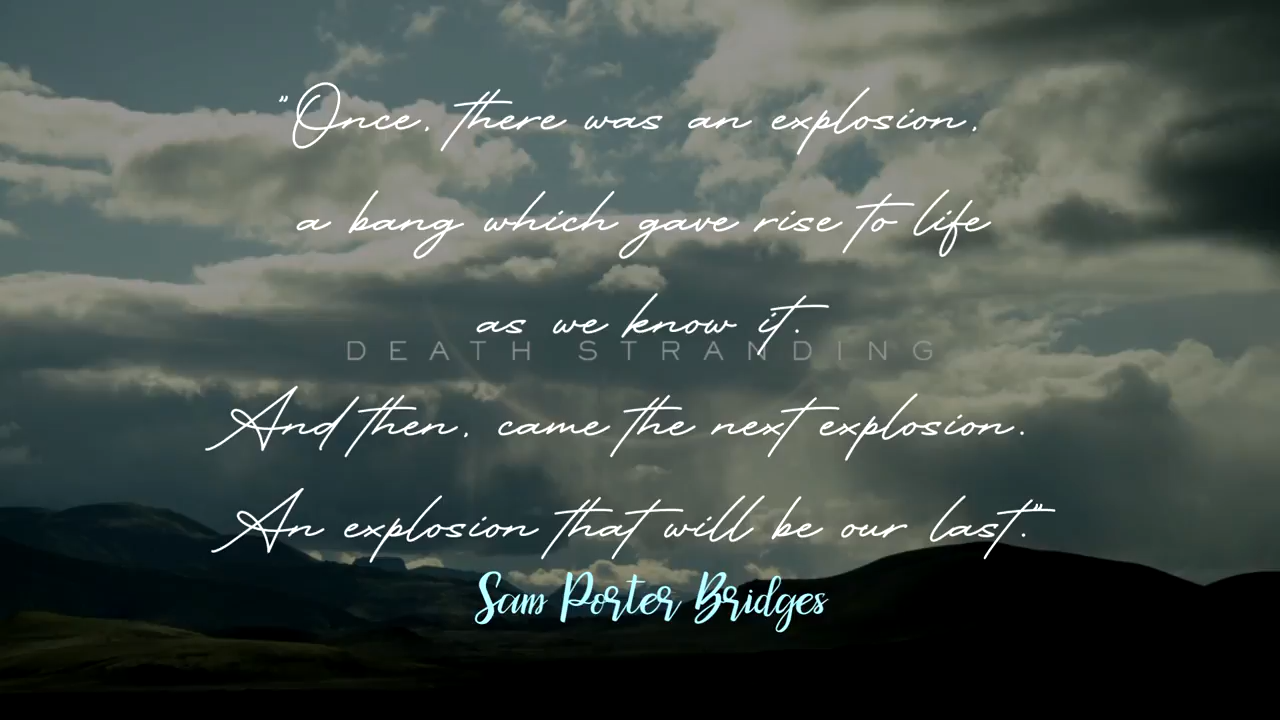 "Once, there was an explosion,
a bang which gave rise to life
as we know it.
DEATH STRANDING
And then, came the next explosion.
An explosion that will be our last."
Sam Porter Bridges